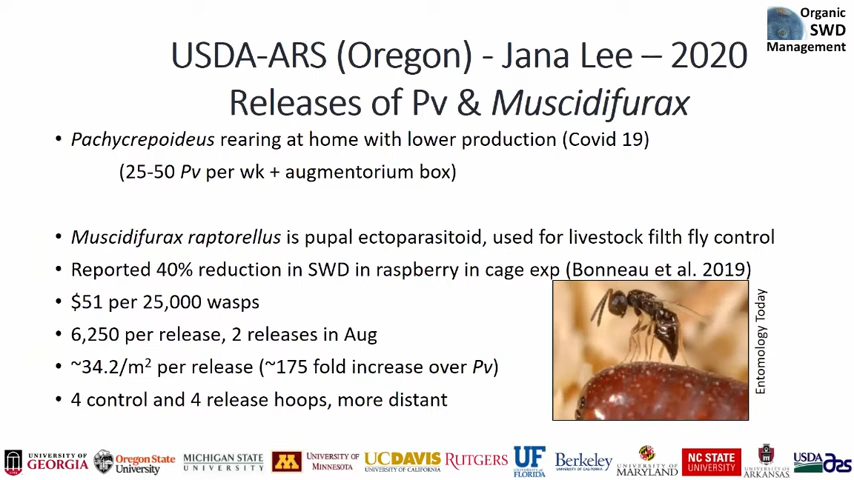 Organic
SWD
Management
USDA-ARS (Oregon) - Jana Lee – 2020
Releases of Pv & Muscidifurax
• Pachycrepoideus rearing at home with lower production (Covid 19)
(25-50 Pv per wk + augmentorium box)
• Muscidifurax raptorellus is pupal ectoparasitoid, used for livestock filth fly control
• Reported 40% reduction in SWD in raspberry in cage exp (Bonneau et al. 2019)
• $51 per 25,000 wasps
• 6,250 per release, 2 releases in Aug
• ~34.2/m² per release (~175 fold increase over Pv)
• 4 control and 4 release hoops, more distant
Entomology Today
UNIVERSITY OF
GEORGIA
Oregon State
University
MICHIGAN STATE
UNIVERSITY
UNIVERSITY OF
MINNESOTA
UC DAVIS
UNIVERSITY OF CALIFORNIA
RUTGERS
UF
UNIVERSITY of
FLORIDA
Berkeley
UNIVERSITY OF CALIFORNIA
UNIVERSITY OF
MARYLAND
NC STATE
UNIVERSITY
UNIVERSITY OF
ARKANSAS
USDA
ars